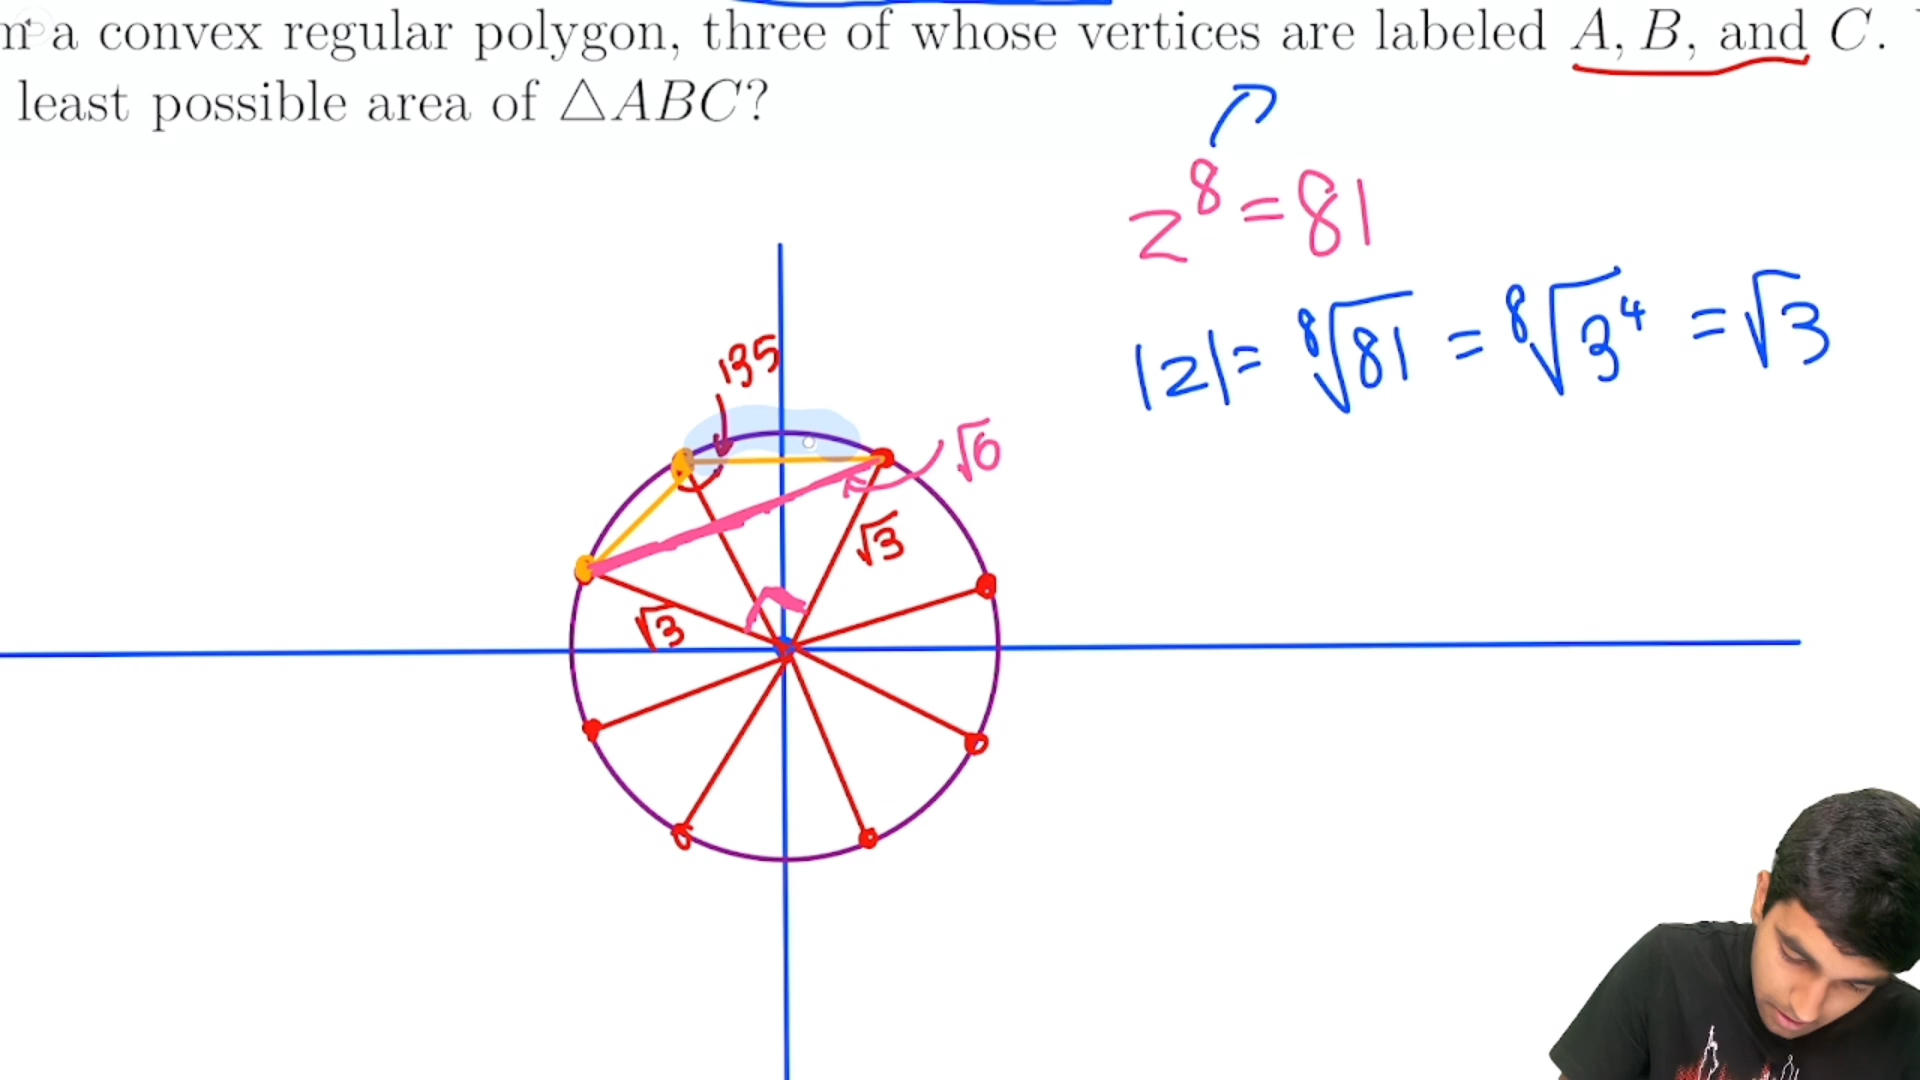 a convex regular polygon, three of whose vertices are labeled A, B, and C.
least possible area of △ABC?
z⁸ = 81
|z| = ⁸√81 = ⁸√3⁴ = √3
135
√6
√3
√3